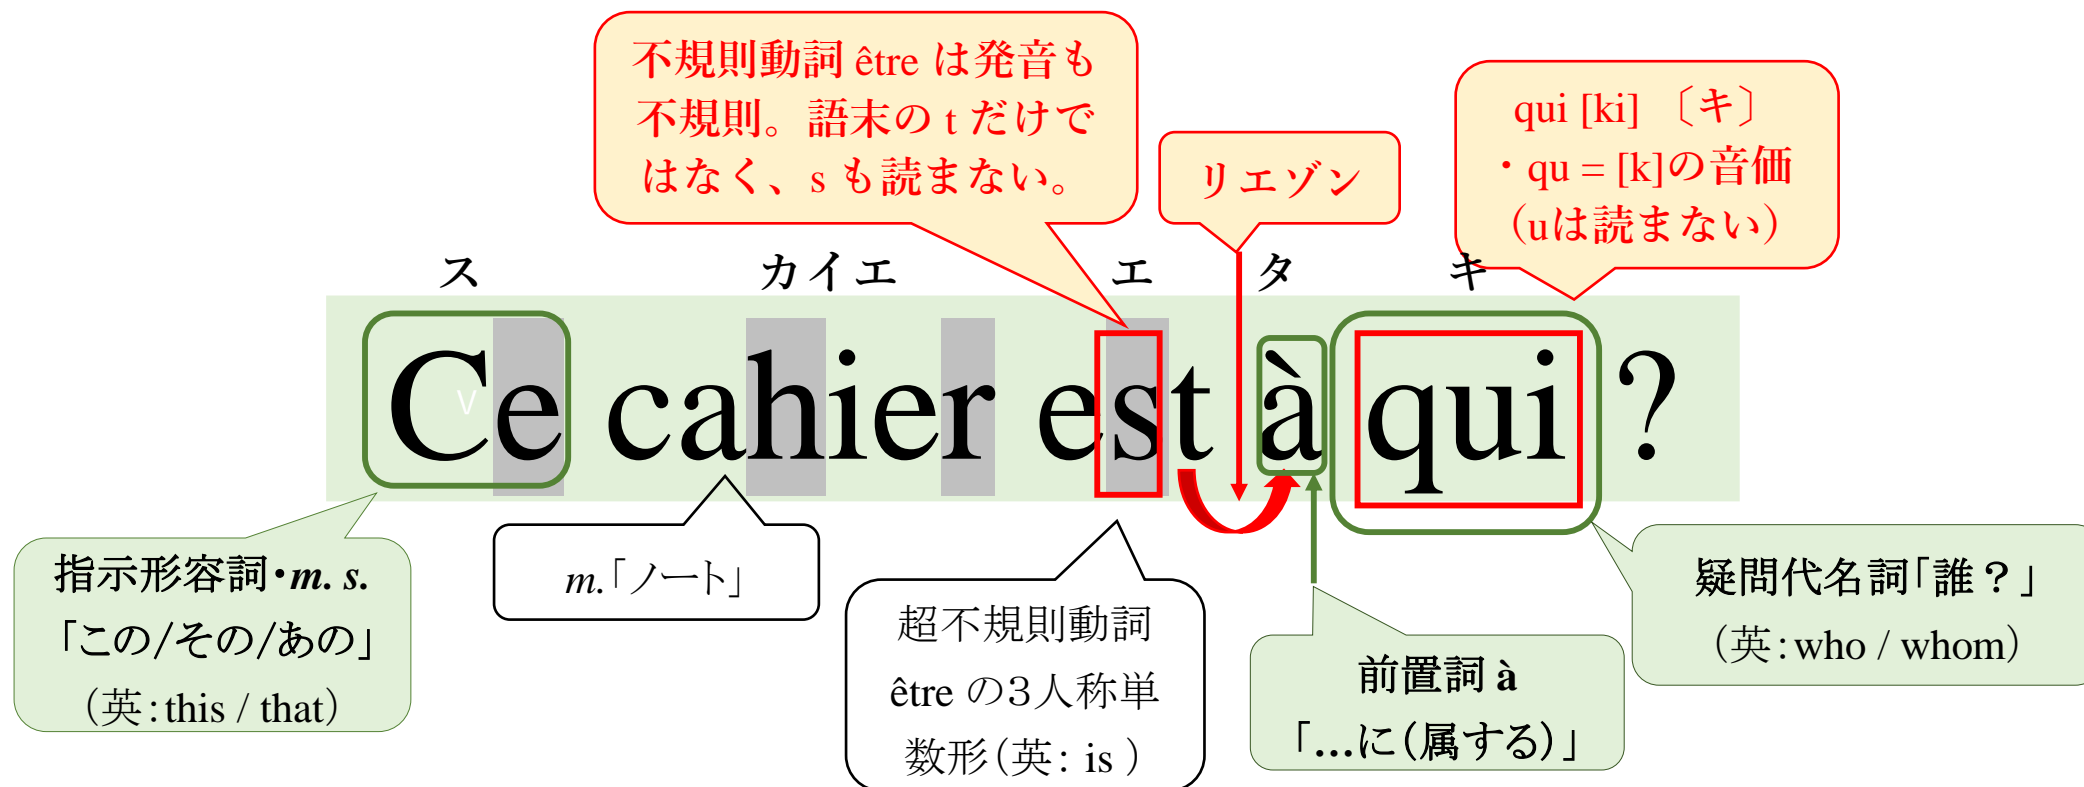 不規則動詞 être は発音も
不規則。語末の t だけで
はなく、s も読まない。
リエゾン
qui [ki] 〔キ〕
・qu = [k]の音価
（uは読まない）
ス カイエ エ タ キ
Ce cahier est à qui ?
v
指示形容詞・m. s.
「この/その/あの」
（英：this / that）
m.「ノート」
超不規則動詞
être の３人称単
数形（英： is ）
前置詞 à
「...に（属する）」
疑問代名詞「誰？」
（英：who / whom）